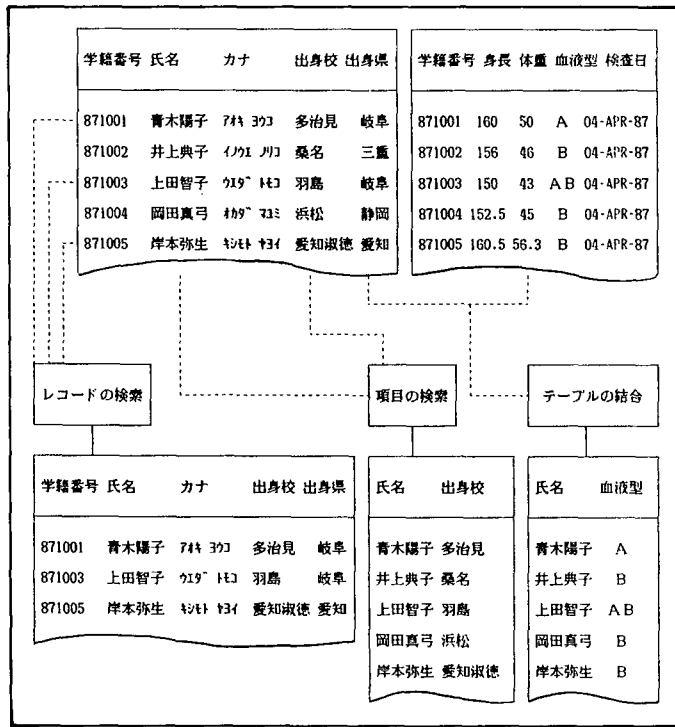 学籍番号 氏名 カナ 出身校 出身県
871001 青木陽子 アオキ ヨウコ 多治見 岐阜
871002 井上典子 イノウエ ノリコ 桑名 三重
871003 上田智子 ウエダ トモコ 羽島 岐阜
871004 岡田真弓 オカダ マユミ 浜松 静岡
871005 岸本弥生 キシモト ヤヨイ 愛知淑徳 愛知
学籍番号 身長 体重 血液型 検査日
871001 160 50 A 04-APR-87
871002 156 46 B 04-APR-87
871003 150 43 AB 04-APR-87
871004 152.5 45 B 04-APR-87
871005 160.5 56.3 B 04-APR-87
レコードの検索
項目の検索
テーブルの結合
学籍番号 氏名 カナ 出身校 出身県
871001 青木陽子 アオキ ヨウコ 多治見 岐阜
871003 上田智子 ウエダ トモコ 羽島 岐阜
871005 岸本弥生 キシモト ヤヨイ 愛知淑徳 愛知
氏名 出身校
青木陽子 多治見
井上典子 桑名
上田智子 羽島
岡田真弓 浜松
岸本弥生 愛知淑徳
氏名 血液型
青木陽子 A
井上典子 B
上田智子 AB
岡田真弓 B
岸本弥生 B